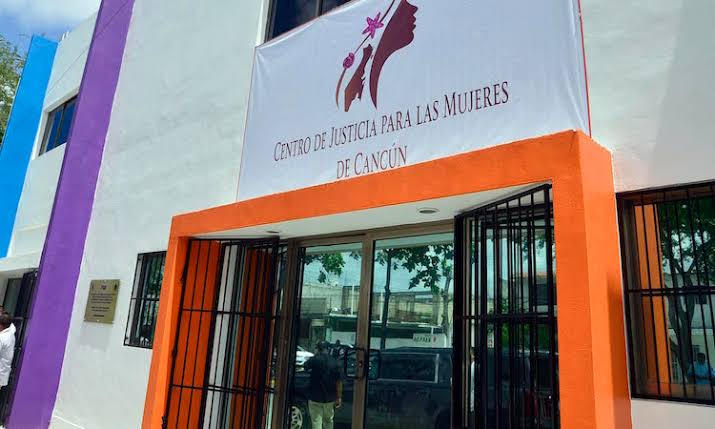 CENTRO DE JUSTICIA PARA LAS MUJERES
DE CANCÚN